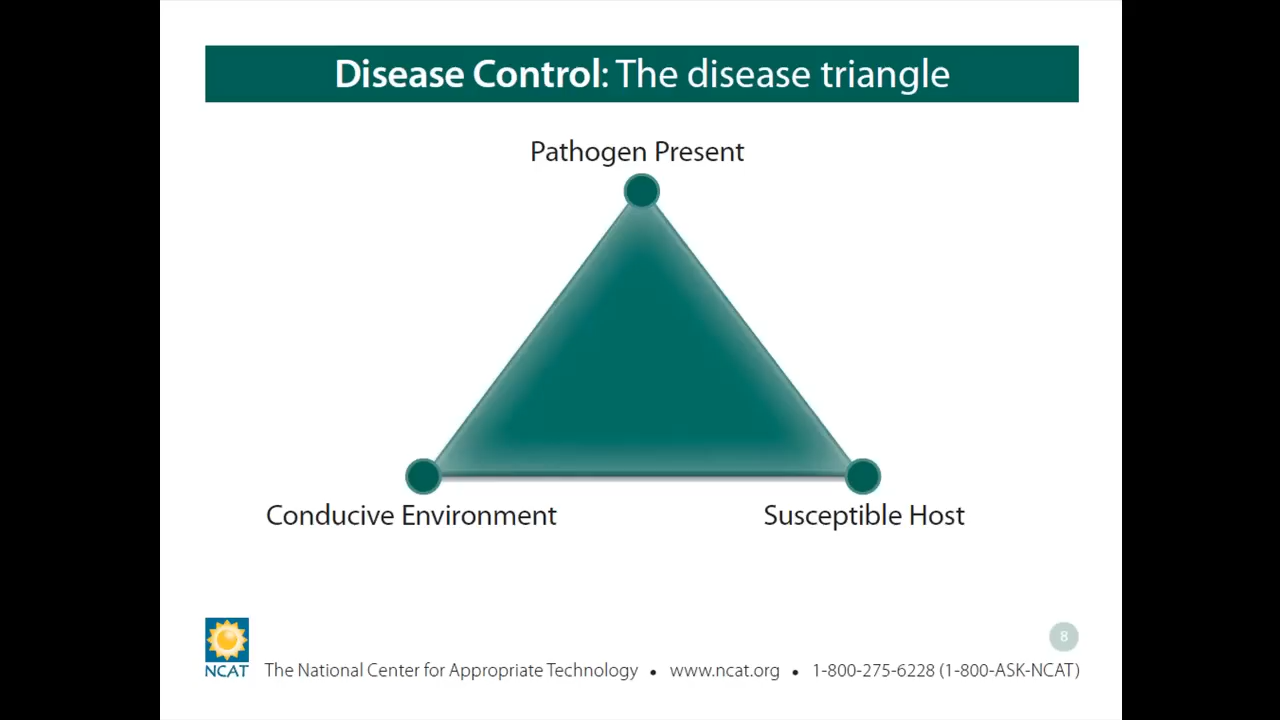 Disease Control: The disease triangle
Pathogen Present
Conducive Environment
Susceptible Host
8
NCAT
The National Center for Appropriate Technology • www.ncat.org • 1-800-275-6228 (1-800-ASK-NCAT)